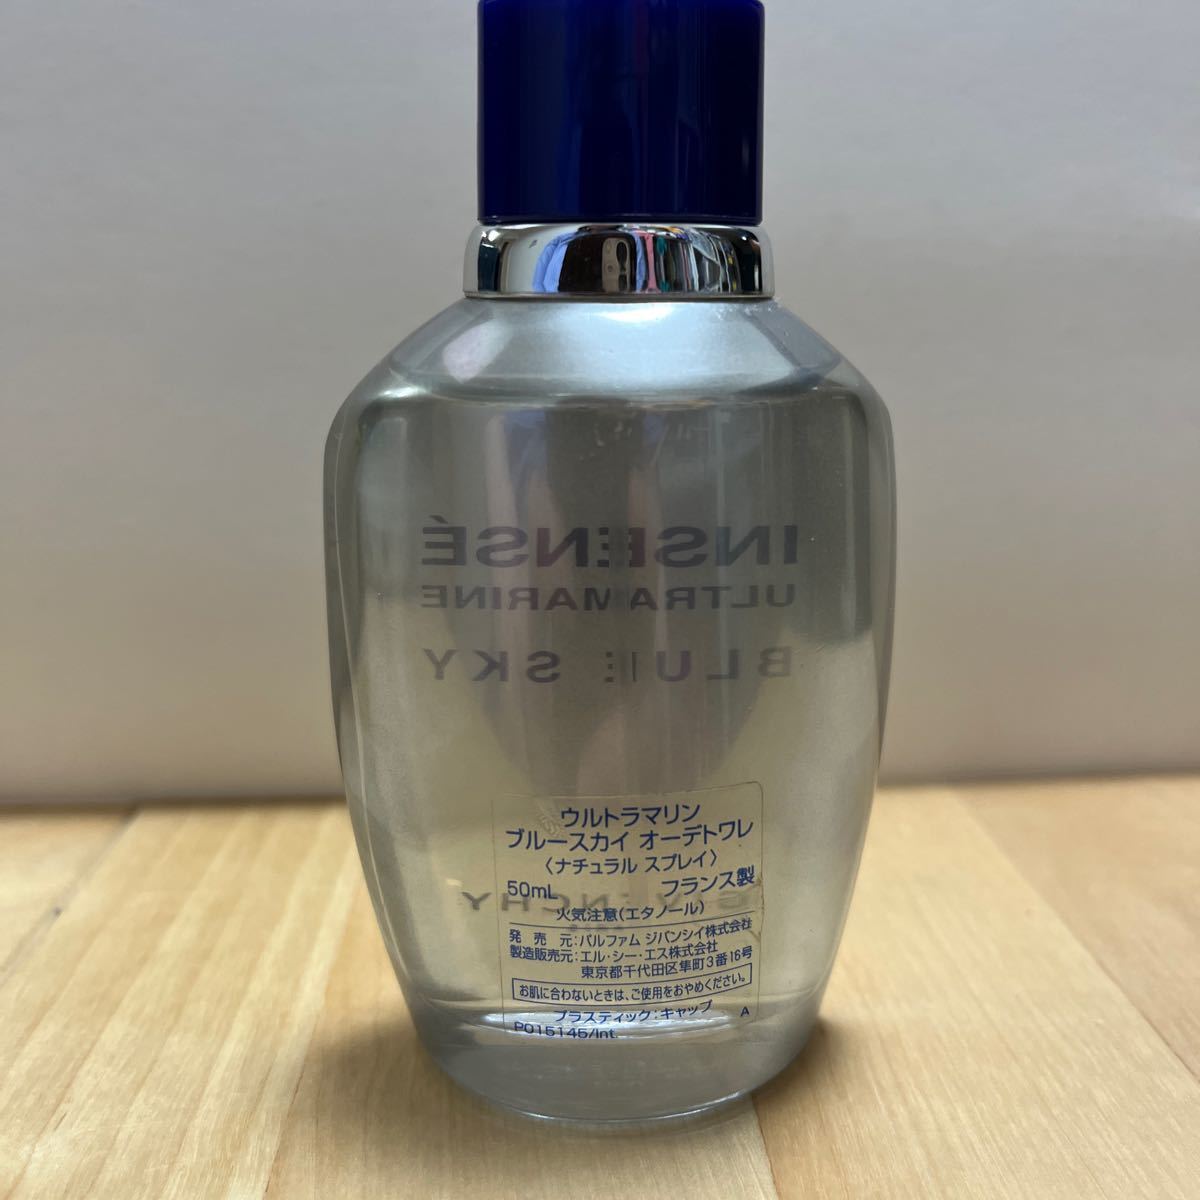 INSENSÉ
ULTRAMARINE
BLUE SKY
ウルトラマリン
ブルースカイ オーデトワレ
〈ナチュラル スプレイ〉
50mL フランス製
GIVENCHY
火気注意(エタノール)
発売元:パルファム ジバンシイ株式会社
製造販売元:エル・シー・エス株式会社
東京都千代田区隼町3番16号
お肌に合わないときは、ご使用をおやめください。
プラスティック:キャップ A
P015145/Int.